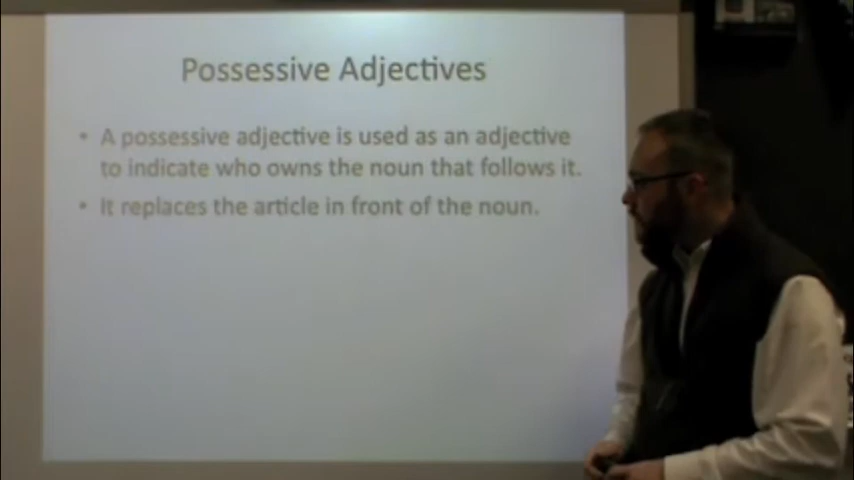 Possessive Adjectives
• A possessive adjective is used as an adjective
to indicate who owns the noun that follows it.
• It replaces the article in front of the noun.